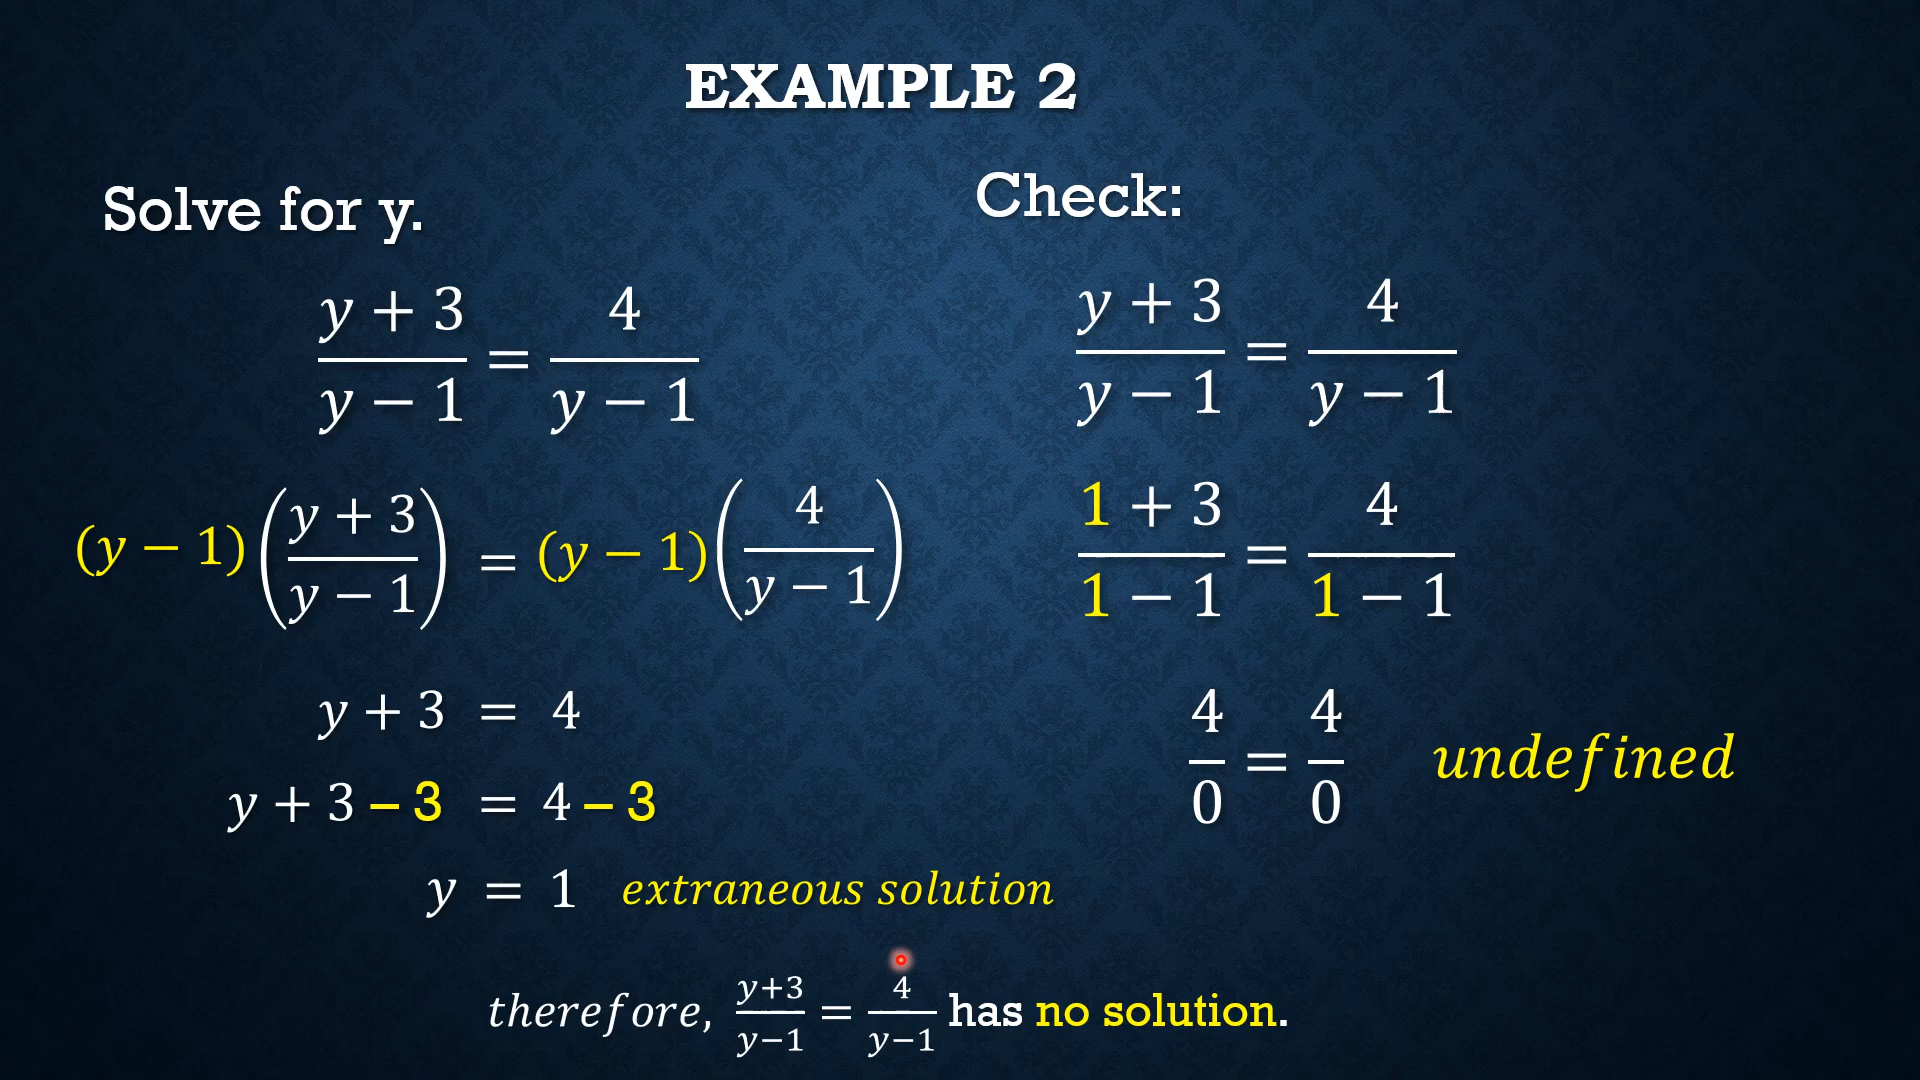 EXAMPLE 2
Solve for y.
y + 3 / y − 1 = 4 / y − 1
(y − 1) (y + 3 / y − 1) = (y − 1) (4 / y − 1)
y + 3 = 4
y + 3 – 3 = 4 – 3
y = 1 extraneous solution
Check:
y + 3 / y − 1 = 4 / y − 1
1 + 3 / 1 − 1 = 4 / 1 − 1
4 / 0 = 4 / 0 undefined
therefore, y+3 / y−1 = 4 / y−1 has no solution.